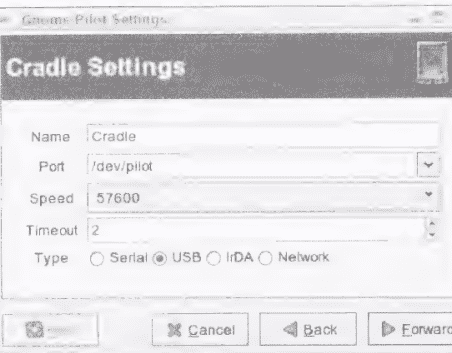 Gnome Pilot Settings
Cradle Settings
Name Cradle
Port /dev/pilot
Speed 57600
Timeout 2
Type Serial USB IrDA Network
Cancel Back Forward